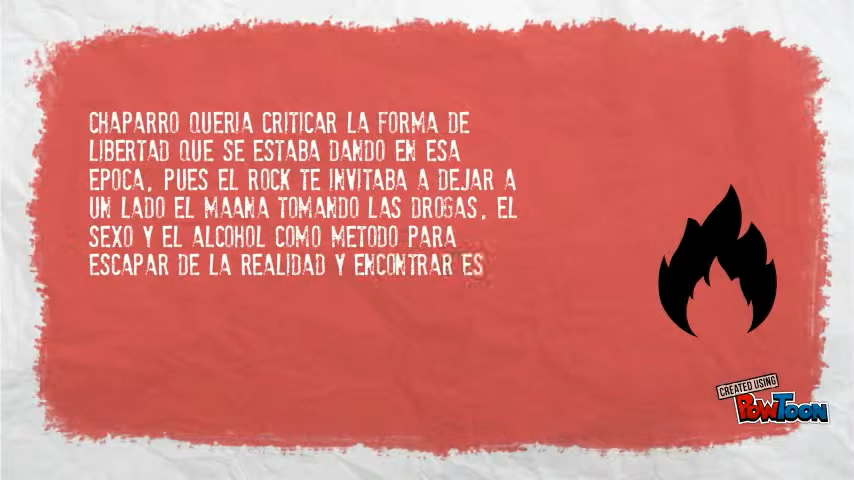 CHAPARRO QUERIA CRITICAR LA FORMA DE
LIBERTAD QUE SE ESTABA DANDO EN ESA
EPOCA, PUES EL ROCK TE INVITABA A DEJAR A
UN LADO EL MAANA TOMANDO LAS DROGAS, EL
SEXO Y EL ALCOHOL COMO METODO PARA
ESCAPAR DE LA REALIDAD Y ENCONTRAR ES
CREATED USING
POWTOON